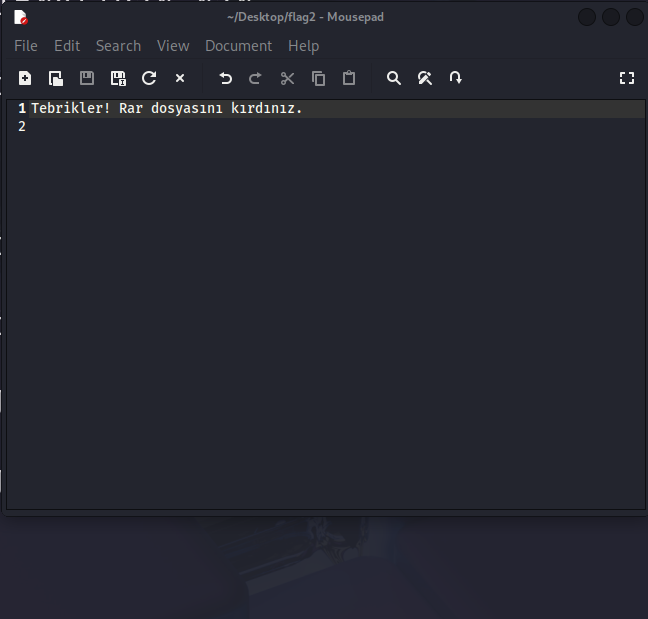 ~/Desktop/flag2 - Mousepad
File Edit Search View Document Help
1 Tebrikler! Rar dosyasını kırdınız.
2